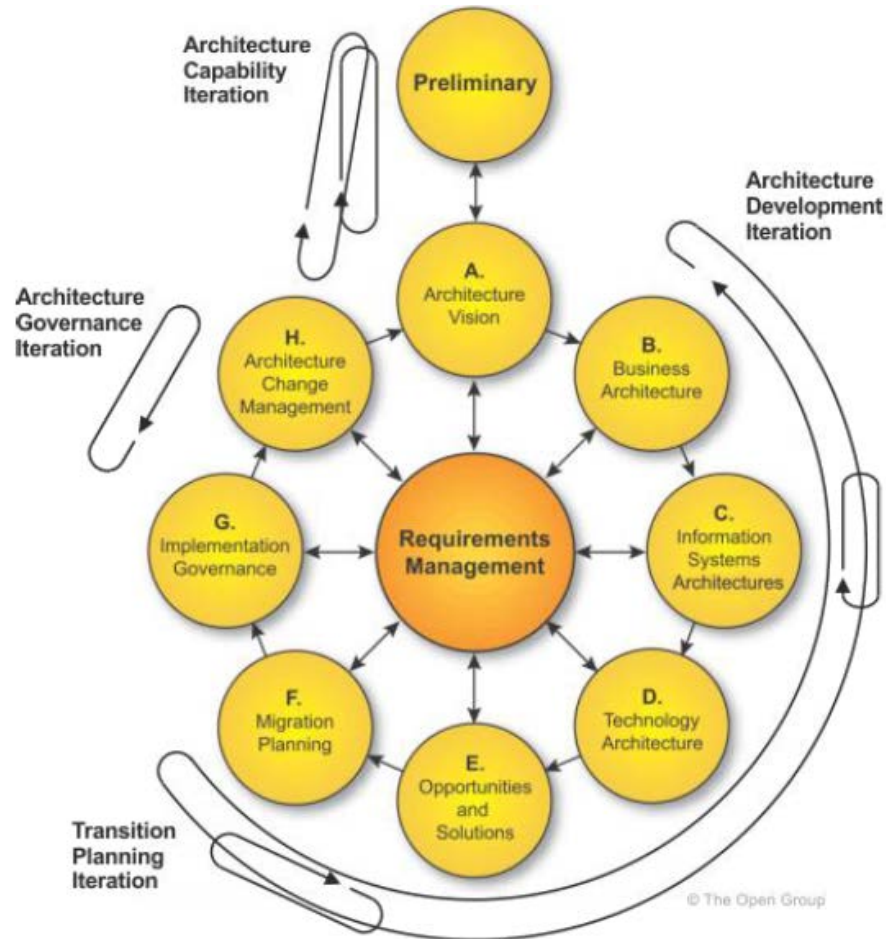 Architecture
Capability
Iteration
Preliminary
Architecture
Development
Iteration
A.
Architecture
Vision
Architecture
Governance
Iteration
H.
Architecture
Change
Management
B.
Business
Architecture
G.
Implementation
Governance
Requirements
Management
C.
Information
Systems
Architectures
F.
Migration
Planning
D.
Technology
Architecture
E.
Opportunities
and
Solutions
Transition
Planning
Iteration
© The Open Group